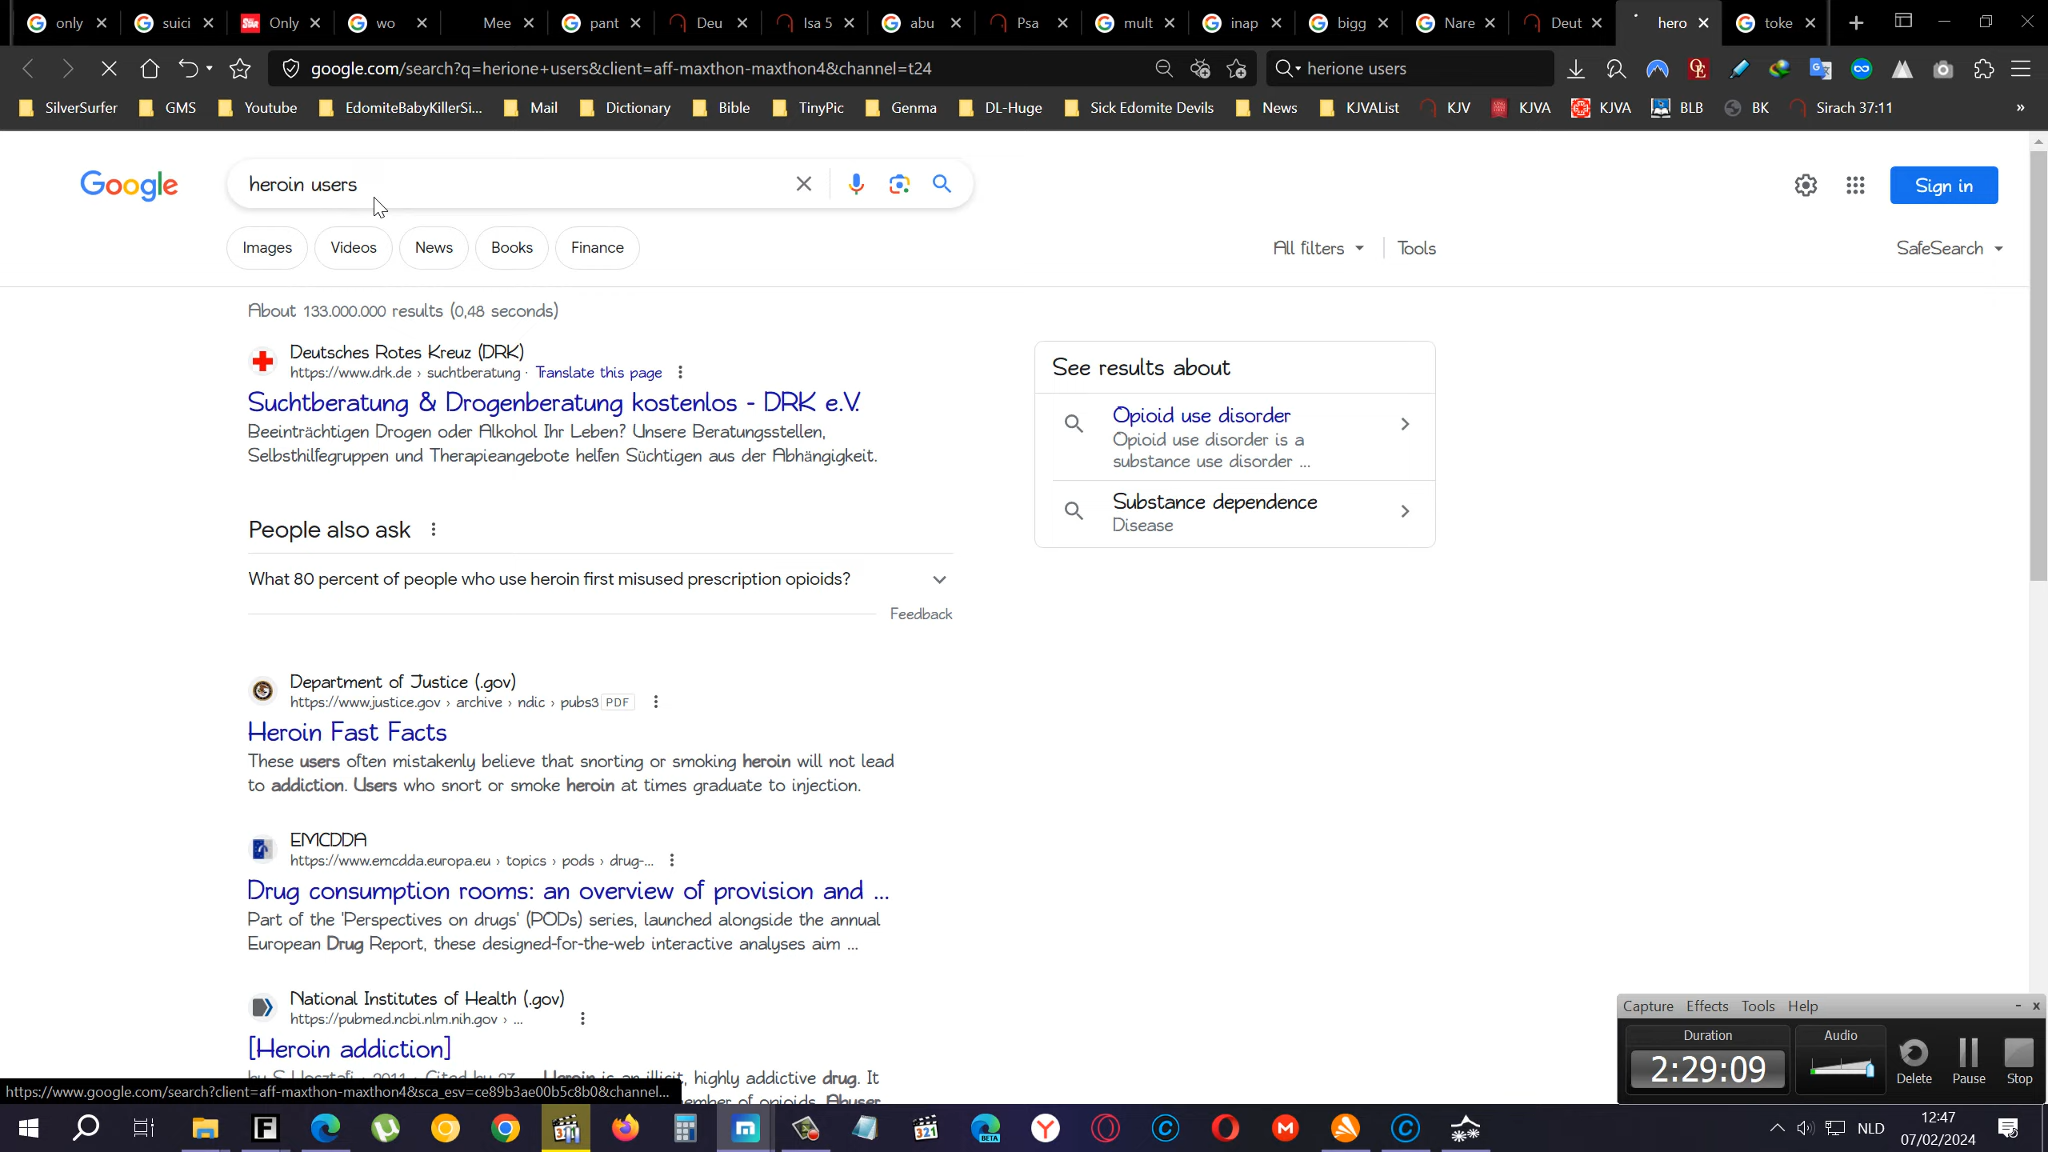 only
suici
Only
wo
Mee
pant
Deu
Isa 5
abu
Psa
mult
inap
bigg
Nare
Deut
hero
toke
google.com/search?q=herione+users&client=aff-maxthon-maxthon4&channel=t24
herione users
SilverSurfer
GMS
Youtube
EdomiteBabyKillerSi...
Mail
Dictionary
Bible
TinyPic
Genma
DL-Huge
Sick Edomite Devils
News
KJVAList
KJV
KJVA
KJVA
BLB
BK
Sirach 37:11
»
Google
heroin users
Sign in
Images
Videos
News
Books
Finance
All filters
Tools
SafeSearch
About 133.000.000 results (0,48 seconds)
Deutsches Rotes Kreuz (DRK)
https://www.drk.de › suchtberatung · Translate this page
Suchtberatung & Drogenberatung kostenlos - DRK e.V.
Beeinträchtigen Drogen oder Alkohol Ihr Leben? Unsere Beratungsstellen,
Selbsthilfegruppen und Therapieangebote helfen Süchtigen aus der Abhängigkeit.
See results about
Opioid use disorder
Opioid use disorder is a
substance use disorder ...
Substance dependence
Disease
People also ask
What 80 percent of people who use heroin first misused prescription opioids?
Feedback
Department of Justice (.gov)
https://www.justice.gov › archive › ndic › pubs3 PDF
Heroin Fast Facts
These users often mistakenly believe that snorting or smoking heroin will not lead
to addiction. Users who snort or smoke heroin at times graduate to injection.
EMCDDA
https://www.emcdda.europa.eu › topics › pods › drug-...
Drug consumption rooms: an overview of provision and ...
Part of the 'Perspectives on drugs' (PODs) series, launched alongside the annual
European Drug Report, these designed-for-the-web interactive analyses aim ...
National Institutes of Health (.gov)
https://pubmed.ncbi.nlm.nih.gov › ...
[Heroin addiction]
by S Hosztafi · 2011 · Cited by 27 — Heroin is an illicit, highly addictive drug. It
https://www.google.com/search?client=aff-maxthon-maxthon4&sca_esv=ce89b3ae00b5c8b0&channel...
member of opioids. Abuser
Capture Effects Tools Help
Duration
Audio
2:29:09
Delete
Pause
Stop
NLD
12:47
07/02/2024